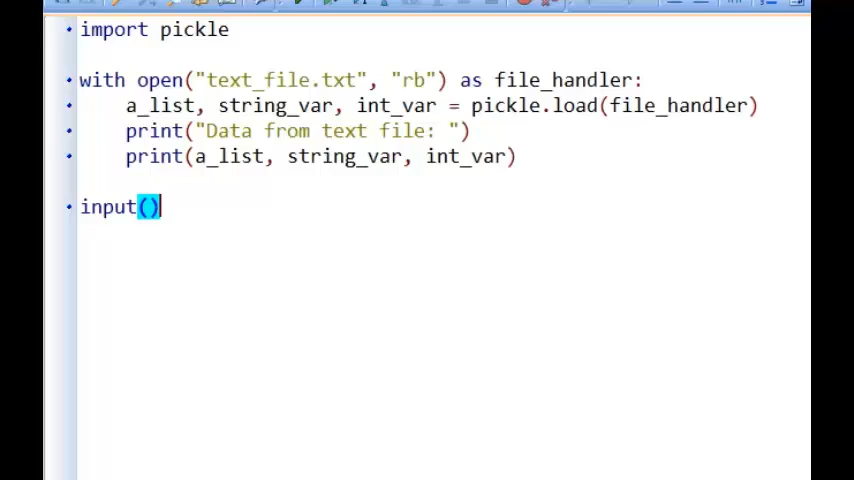 import pickle
with open("text_file.txt", "rb") as file_handler:
    a_list, string_var, int_var = pickle.load(file_handler)
    print("Data from text file: ")
    print(a_list, string_var, int_var)
input()